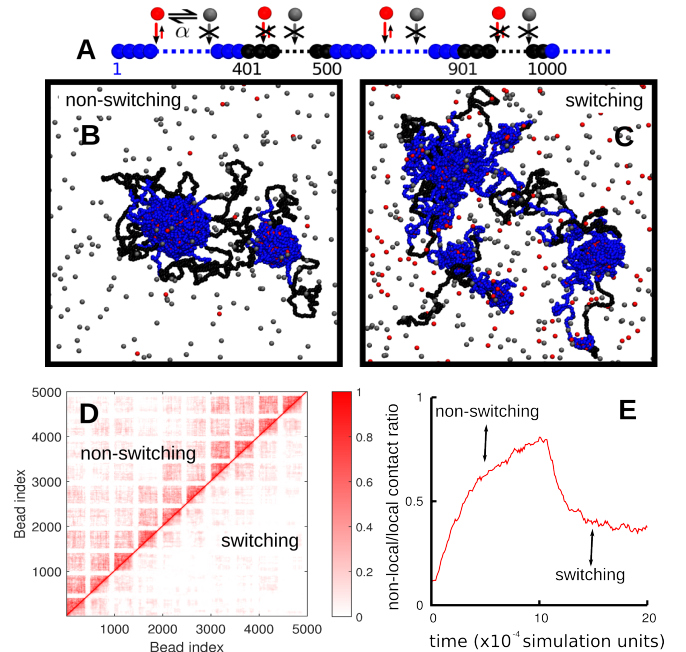 α
A
1 401 500 901 1000
non-switching
B
switching
C
D
5000
4000
3000
2000
1000
Bead index
non-switching
switching
1000 2000 3000 4000 5000
Bead index
1
0.8
0.6
0.4
0.2
0
E
non-local/local contact ratio
1
0.5
0
non-switching
switching
0 10 20
time (x10⁻⁴ simulation units)